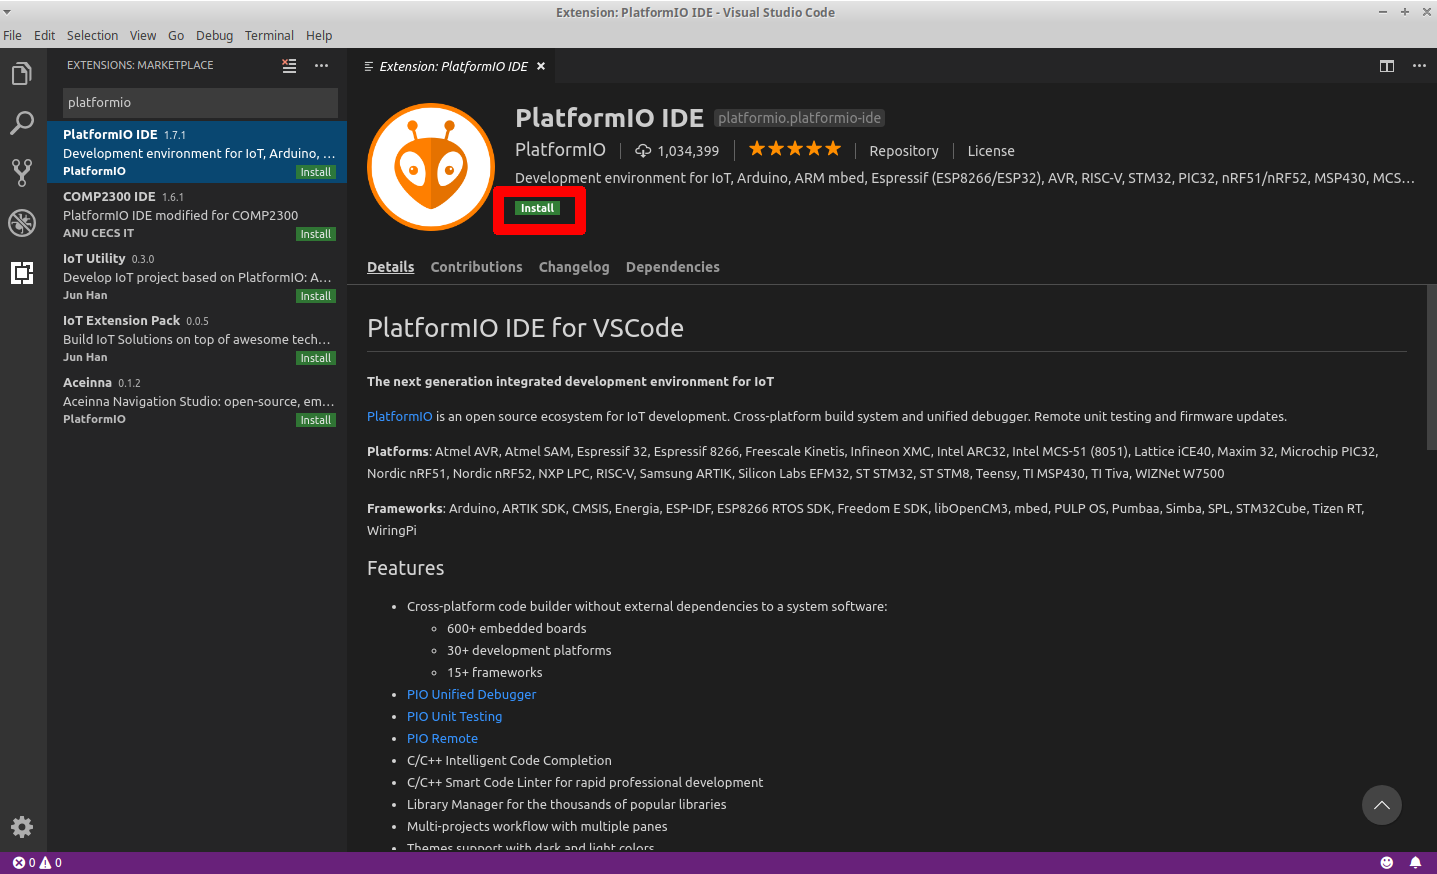 Extension: PlatformIO IDE - Visual Studio Code
File Edit Selection View Go Debug Terminal Help
EXTENSIONS: MARKETPLACE
platformio
PlatformIO IDE 1.7.1
Development environment for IoT, Arduino, ...
PlatformIO Install
COMP2300 IDE 1.6.1
PlatformIO IDE modified for COMP2300
ANU CECS IT Install
IoT Utility 0.3.0
Develop IoT project based on PlatformIO: A...
Jun Han Install
IoT Extension Pack 0.0.5
Build IoT Solutions on top of awesome tech...
Jun Han Install
Aceinna 0.1.2
Aceinna Navigation Studio: open-source, em...
PlatformIO Install
Extension: PlatformIO IDE
PlatformIO IDE platformio.platformio-ide
PlatformIO 1,034,399 Repository License
Development environment for IoT, Arduino, ARM mbed, Espressif (ESP8266/ESP32), AVR, RISC-V, STM32, PIC32, nRF51/nRF52, MSP430, MCS...
Install
Details Contributions Changelog Dependencies
PlatformIO IDE for VSCode
The next generation integrated development environment for IoT
PlatformIO is an open source ecosystem for IoT development. Cross-platform build system and unified debugger. Remote unit testing and firmware updates.
Platforms: Atmel AVR, Atmel SAM, Espressif 32, Espressif 8266, Freescale Kinetis, Infineon XMC, Intel ARC32, Intel MCS-51 (8051), Lattice iCE40, Maxim 32, Microchip PIC32,
Nordic nRF51, Nordic nRF52, NXP LPC, RISC-V, Samsung ARTIK, Silicon Labs EFM32, ST STM32, ST STM8, Teensy, TI MSP430, TI Tiva, WIZNet W7500
Frameworks: Arduino, ARTIK SDK, CMSIS, Energia, ESP-IDF, ESP8266 RTOS SDK, Freedom E SDK, libOpenCM3, mbed, PULP OS, Pumbaa, Simba, SPL, STM32Cube, Tizen RT,
WiringPi
Features
Cross-platform code builder without external dependencies to a system software:
600+ embedded boards
30+ development platforms
15+ frameworks
PIO Unified Debugger
PIO Unit Testing
PIO Remote
C/C++ Intelligent Code Completion
C/C++ Smart Code Linter for rapid professional development
Library Manager for the thousands of popular libraries
Multi-projects workflow with multiple panes
Themes support with dark and light colors
0 0